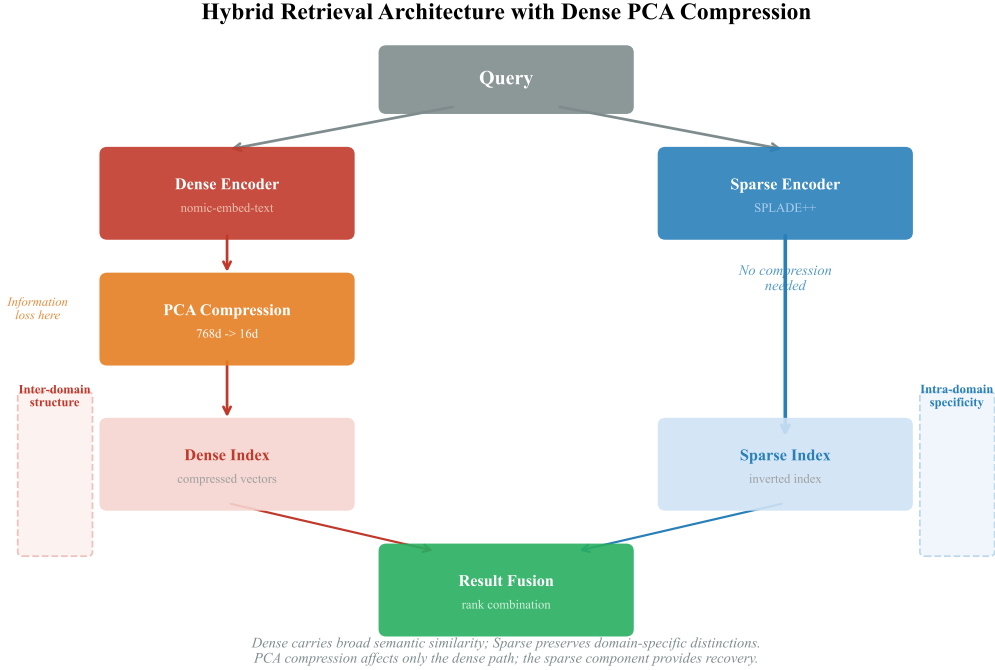 Hybrid Retrieval Architecture with Dense PCA Compression
Query
Dense Encoder
nomic-embed-text
Sparse Encoder
SPLADE++
No compression
needed
Information
loss here
PCA Compression
768d -> 16d
Inter-domain
structure
Intra-domain
specificity
Dense Index
compressed vectors
Sparse Index
inverted index
Result Fusion
rank combination
Dense carries broad semantic similarity; Sparse preserves domain-specific distinctions.
PCA compression affects only the dense path; the sparse component provides recovery.